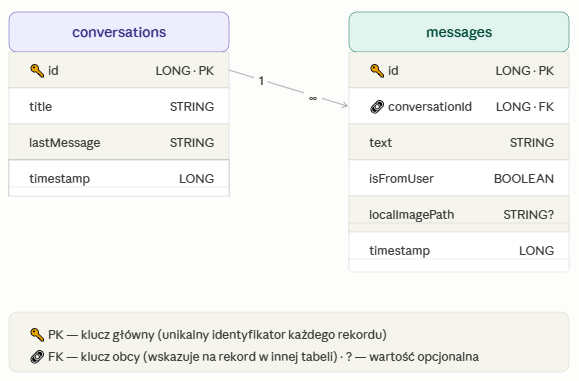 conversations
🔑 id LONG · PK
title STRING
lastMessage STRING
timestamp LONG
1
∞
messages
🔑 id LONG · PK
🔗 conversationId LONG · FK
text STRING
isFromUser BOOLEAN
localImagePath STRING?
timestamp LONG
🔑 PK — klucz główny (unikalny identyfikator każdego rekordu)
🔗 FK — klucz obcy (wskazuje na rekord w innej tabeli) · ? — wartość opcjonalna